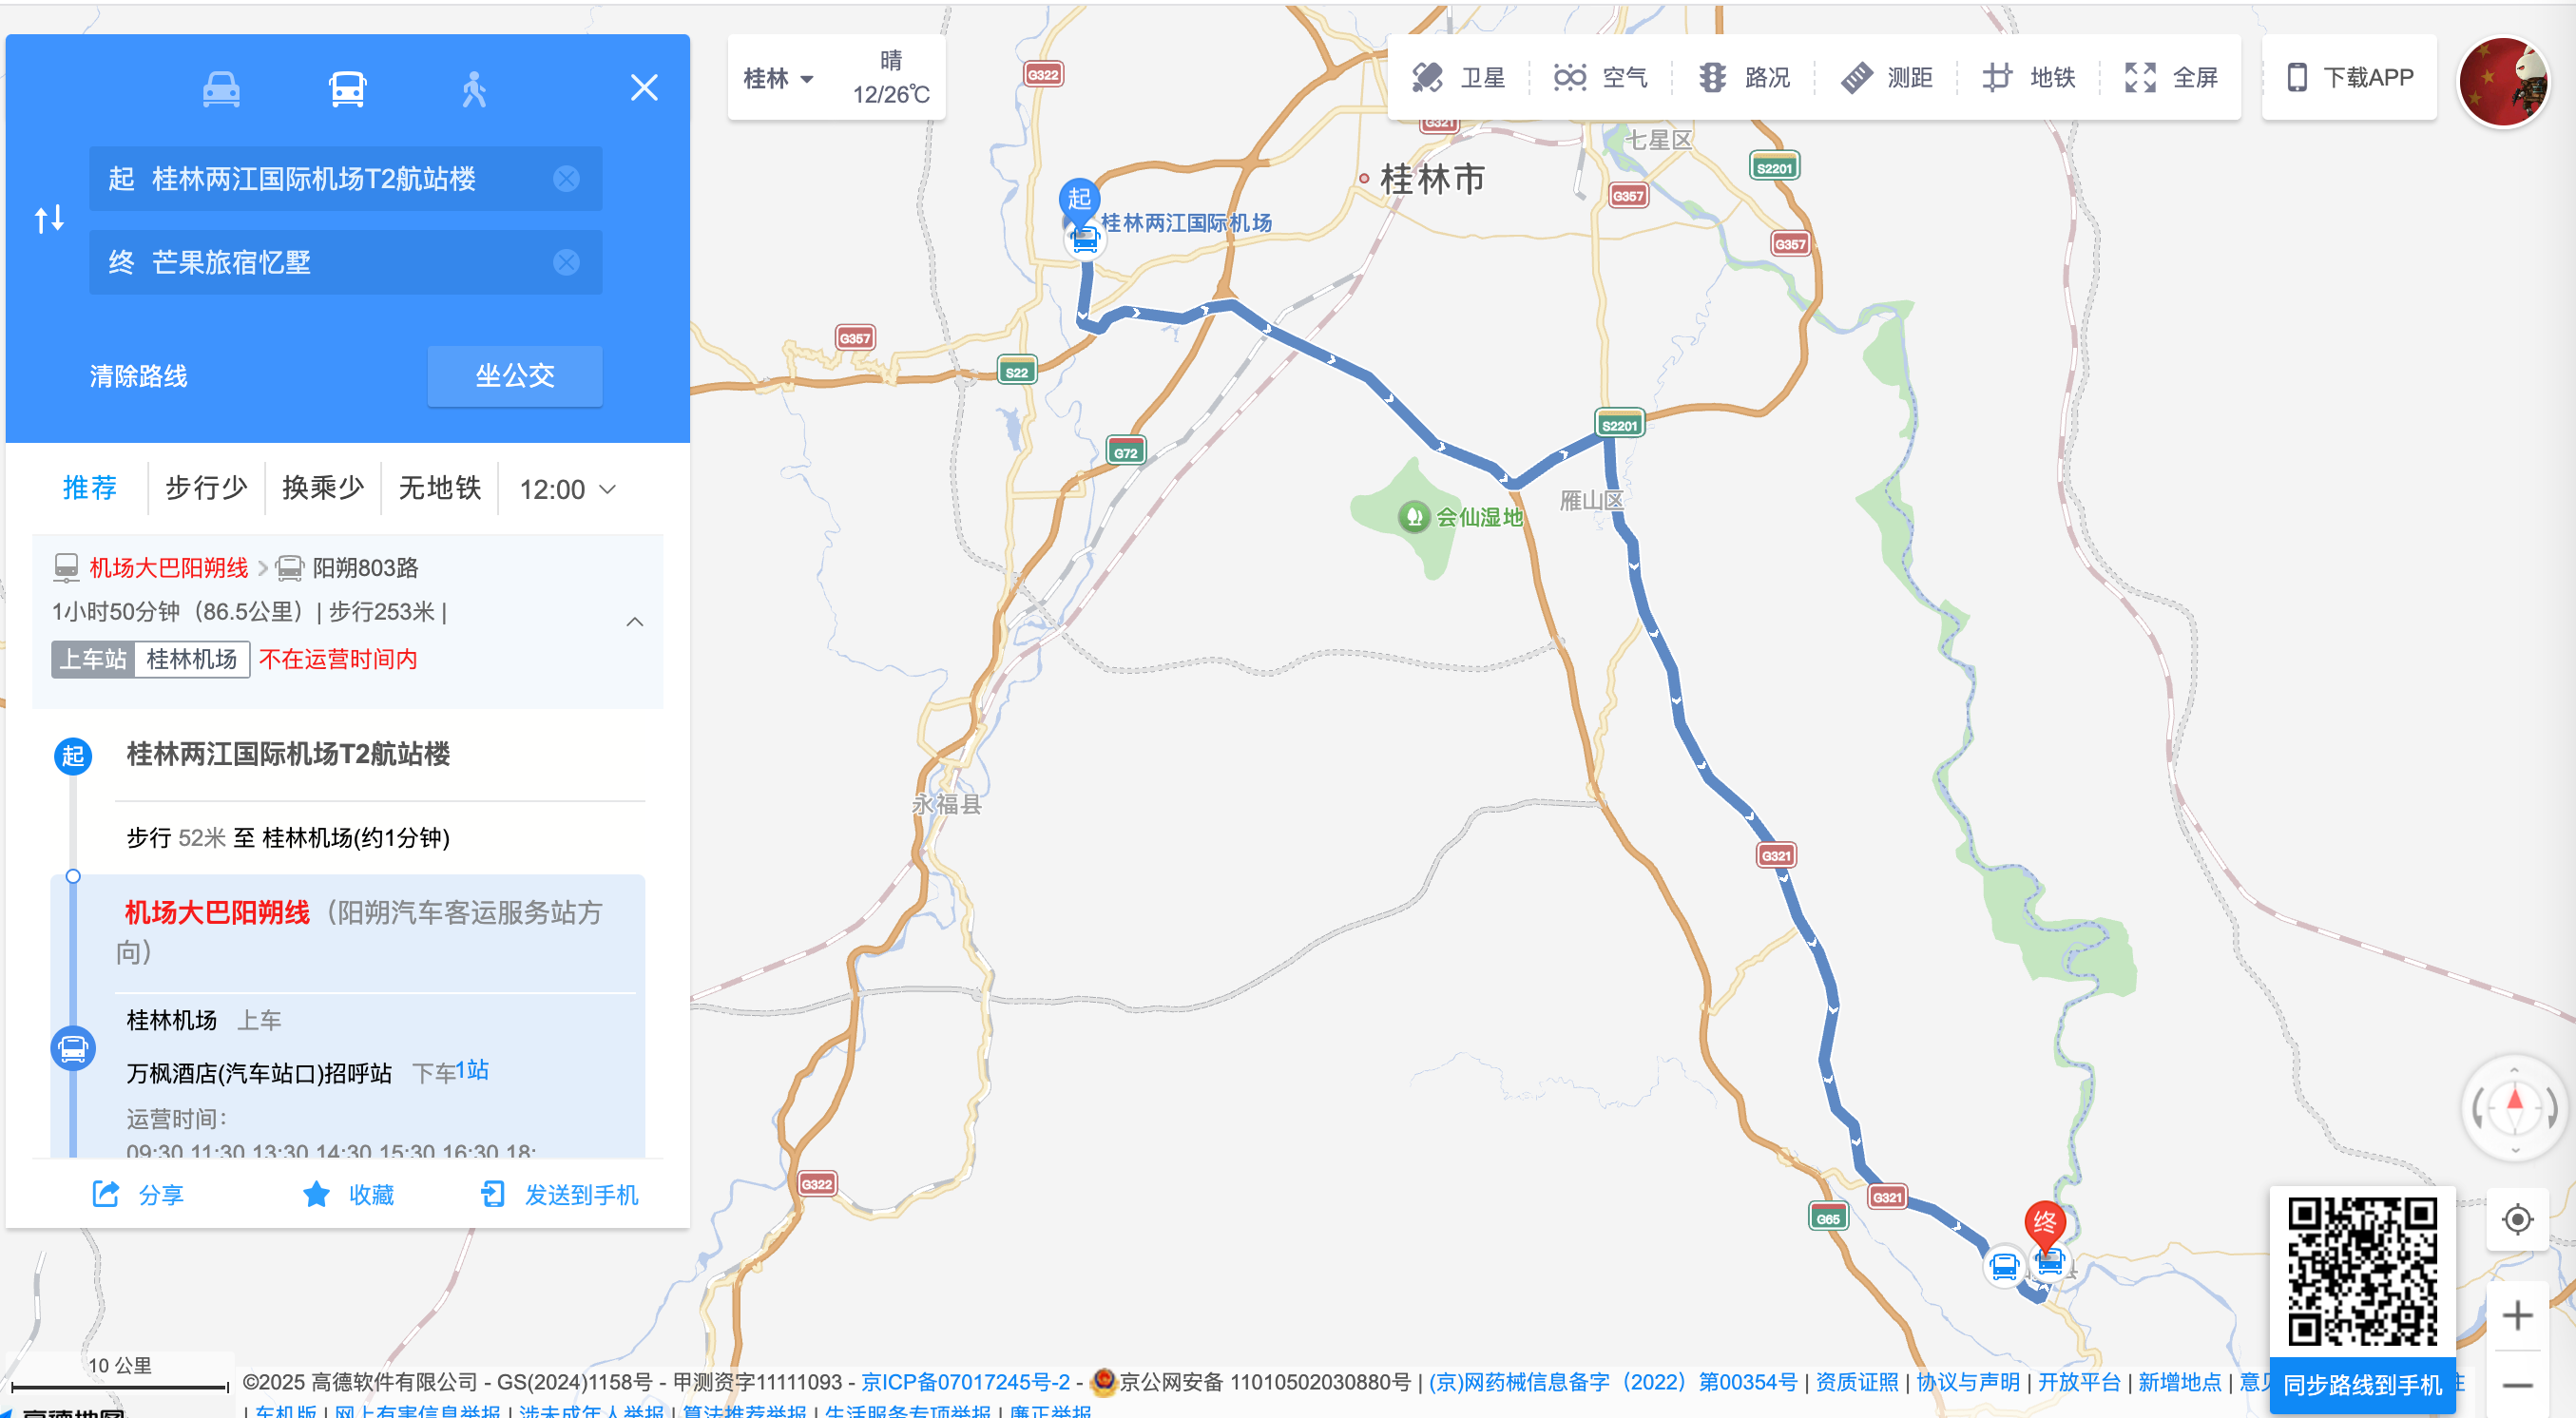 起 桂林两江国际机场T2航站楼
终 芒果旅宿忆墅
清除路线 坐公交
推荐 步行少 换乘少 无地铁 12:00
机场大巴阳朔线 阳朔803路
1小时50分钟（86.5公里）| 步行253米 |
上车站 桂林机场 不在运营时间内
起 桂林两江国际机场T2航站楼
步行 52米 至 桂林机场(约1分钟)
机场大巴阳朔线（阳朔汽车客运服务站方
向）
桂林机场 上车
万枫酒店(汽车站口)招呼站 下车1站
运营时间：
09:30 11:30 13:30 14:30 15:30 16:30 18:
分享 收藏 发送到手机
桂林 晴
12/26℃
卫星 空气 路况 测距 地铁 全屏 下载APP
G322
G321
七星区
桂林市
S2201
G357
G357
起
桂林两江国际机场
G357
S22
G72
S2201
雁山区
会仙湿地
永福县
G321
G322
G321
G65
终
县
同步路线到手机
10 公里
©2025 高德软件有限公司 - GS(2024)1158号 - 甲测资字11111093 - 京ICP备07017245号-2 - 京公网安备 11010502030880号 | (京)网药械信息备字（2022）第00354号 | 资质证照 | 协议与声明 | 开放平台 | 新增地点 |
高德地图
| 车机版 | 网上有害信息举报 | 涉未成年人举报 | 算法推荐举报 | 生活服务专项举报 | 廉正举报